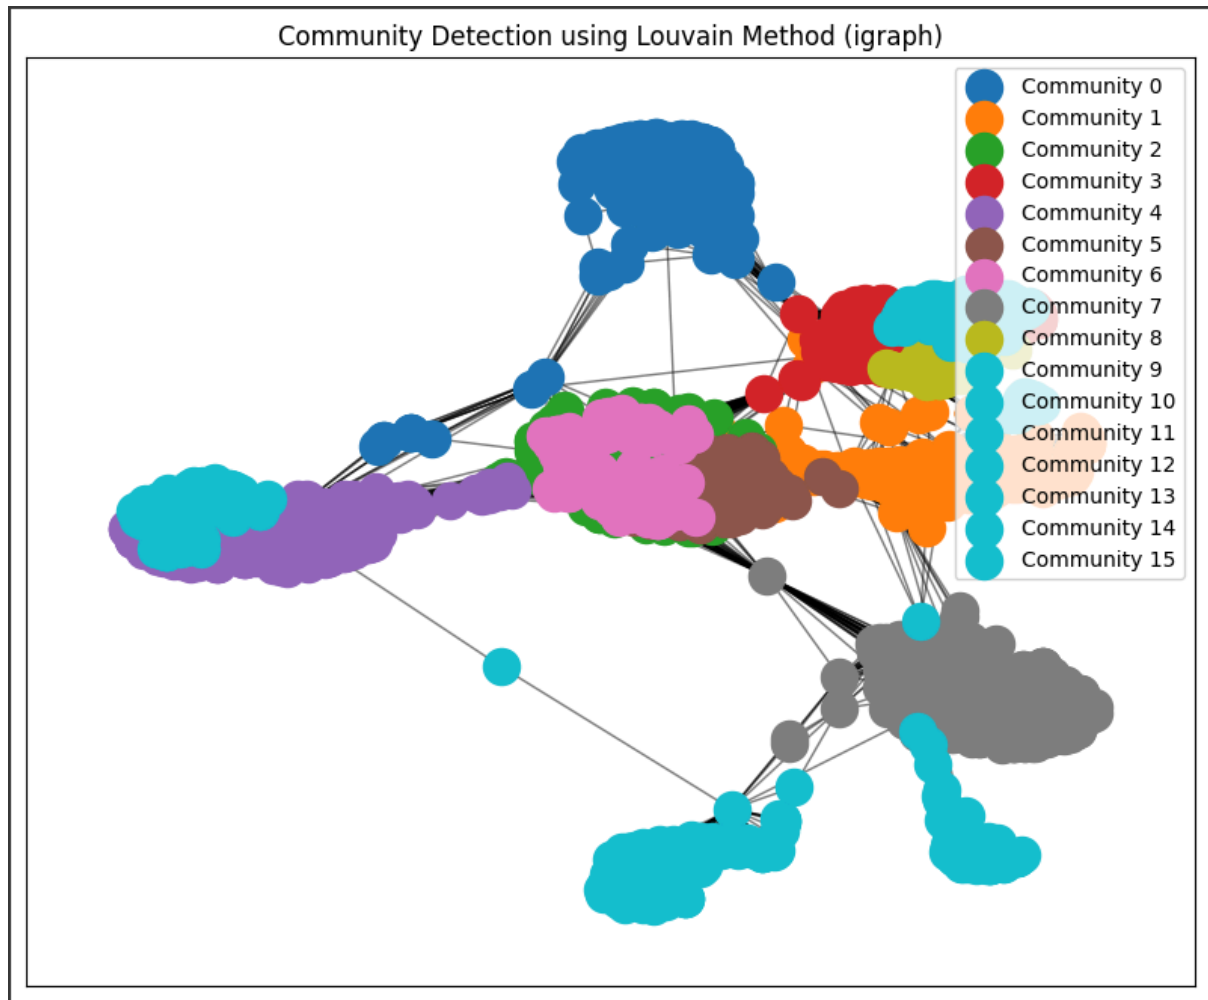 Community Detection using Louvain Method (igraph)
Community 0
Community 1
Community 2
Community 3
Community 4
Community 5
Community 6
Community 7
Community 8
Community 9
Community 10
Community 11
Community 12
Community 13
Community 14
Community 15